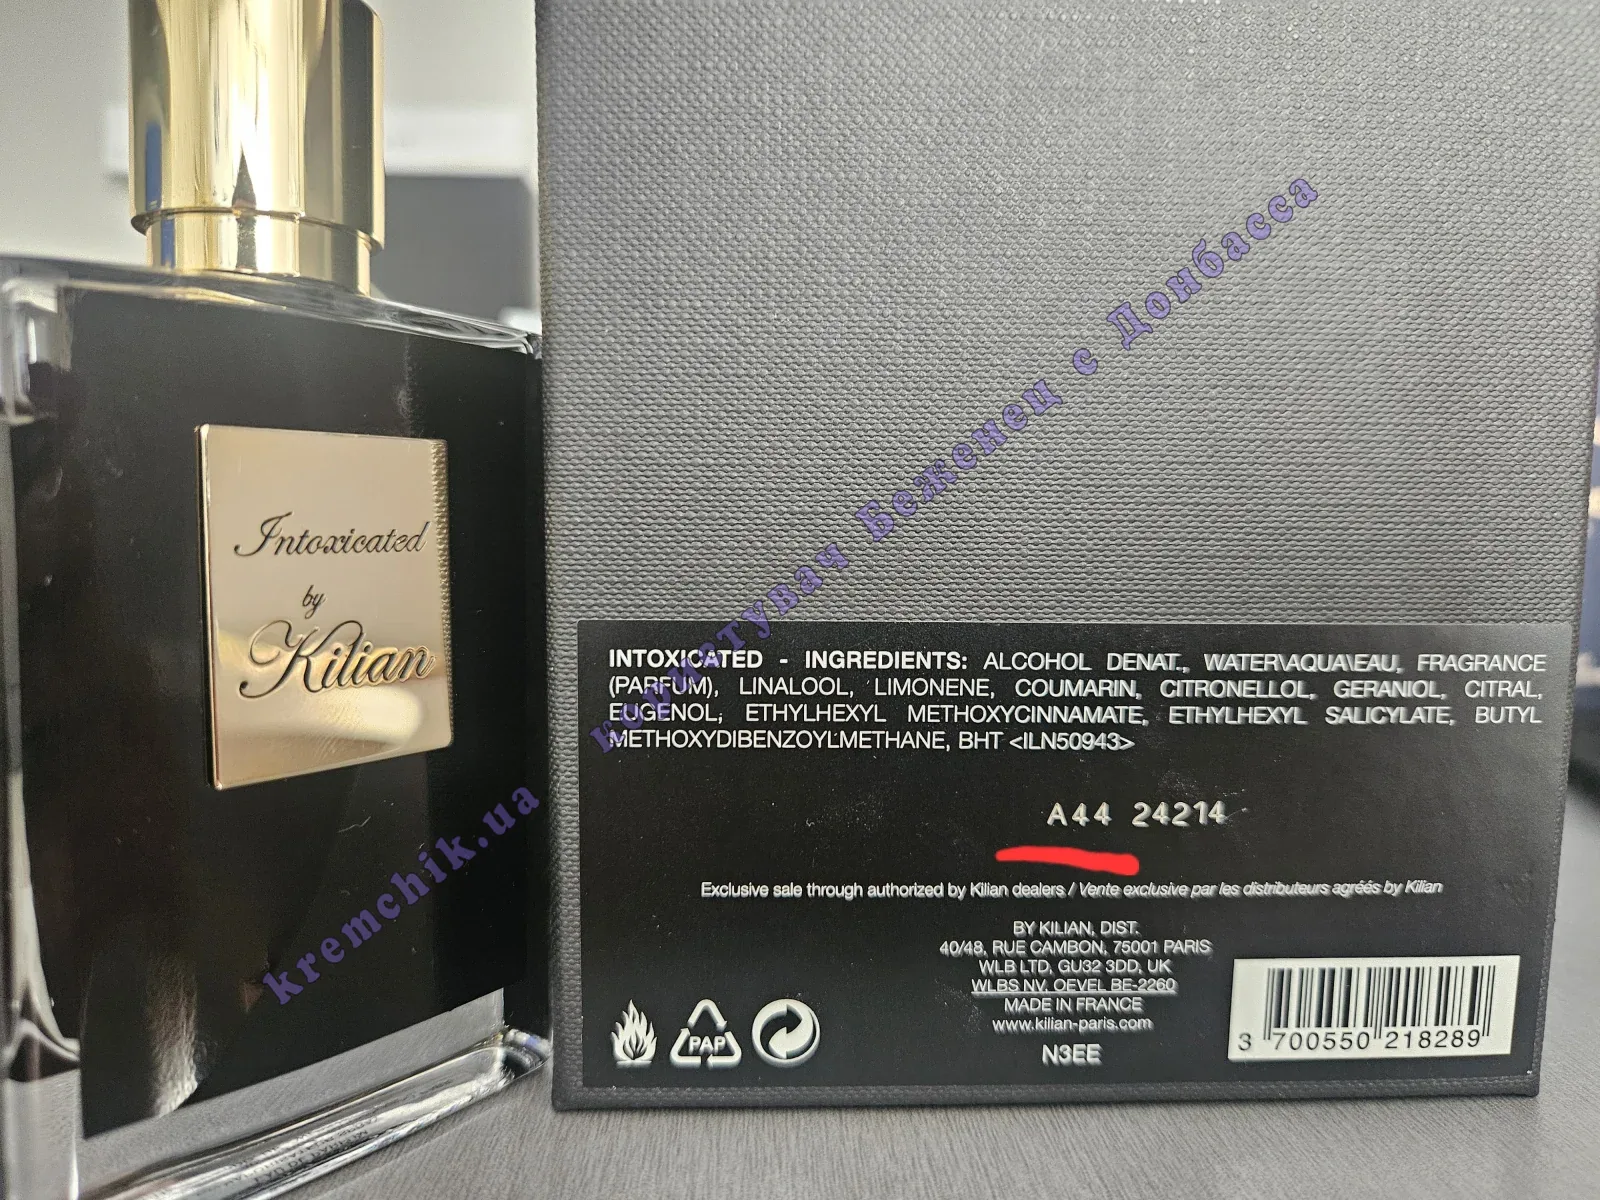 Intoxicated
by
Kilian
INTOXICATED - INGREDIENTS: ALCOHOL DENAT., WATER\AQUA\EAU, FRAGRANCE
(PARFUM), LINALOOL, LIMONENE, COUMARIN, CITRONELLOL, GERANIOL, CITRAL,
EUGENOL, ETHYLHEXYL METHOXYCINNAMATE, ETHYLHEXYL SALICYLATE, BUTYL
METHOXYDIBENZOYLMETHANE, BHT <ILN50943>
A44 24214
Exclusive sale through authorized by Kilian dealers / Vente exclusive par les distributeurs agréés by Kilian
BY KILIAN, DIST.
40/48, RUE CAMBON, 75001 PARIS
WLB LTD, GU32 3DD, UK
WLBS NV, OEVEL BE-2260
MADE IN FRANCE
www.kilian-paris.com
N3EE
PAP
3 700550 218289
kremchik.ua
користувач Беженец с Донбасса